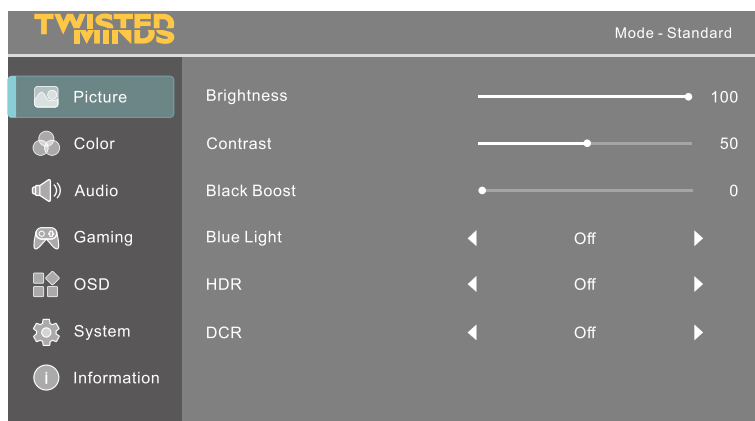 TWISTED
MINDS
Mode - Standard
Picture
Color
Audio
Gaming
OSD
System
Information
Brightness 100
Contrast 50
Black Boost 0
Blue Light Off
HDR Off
DCR Off